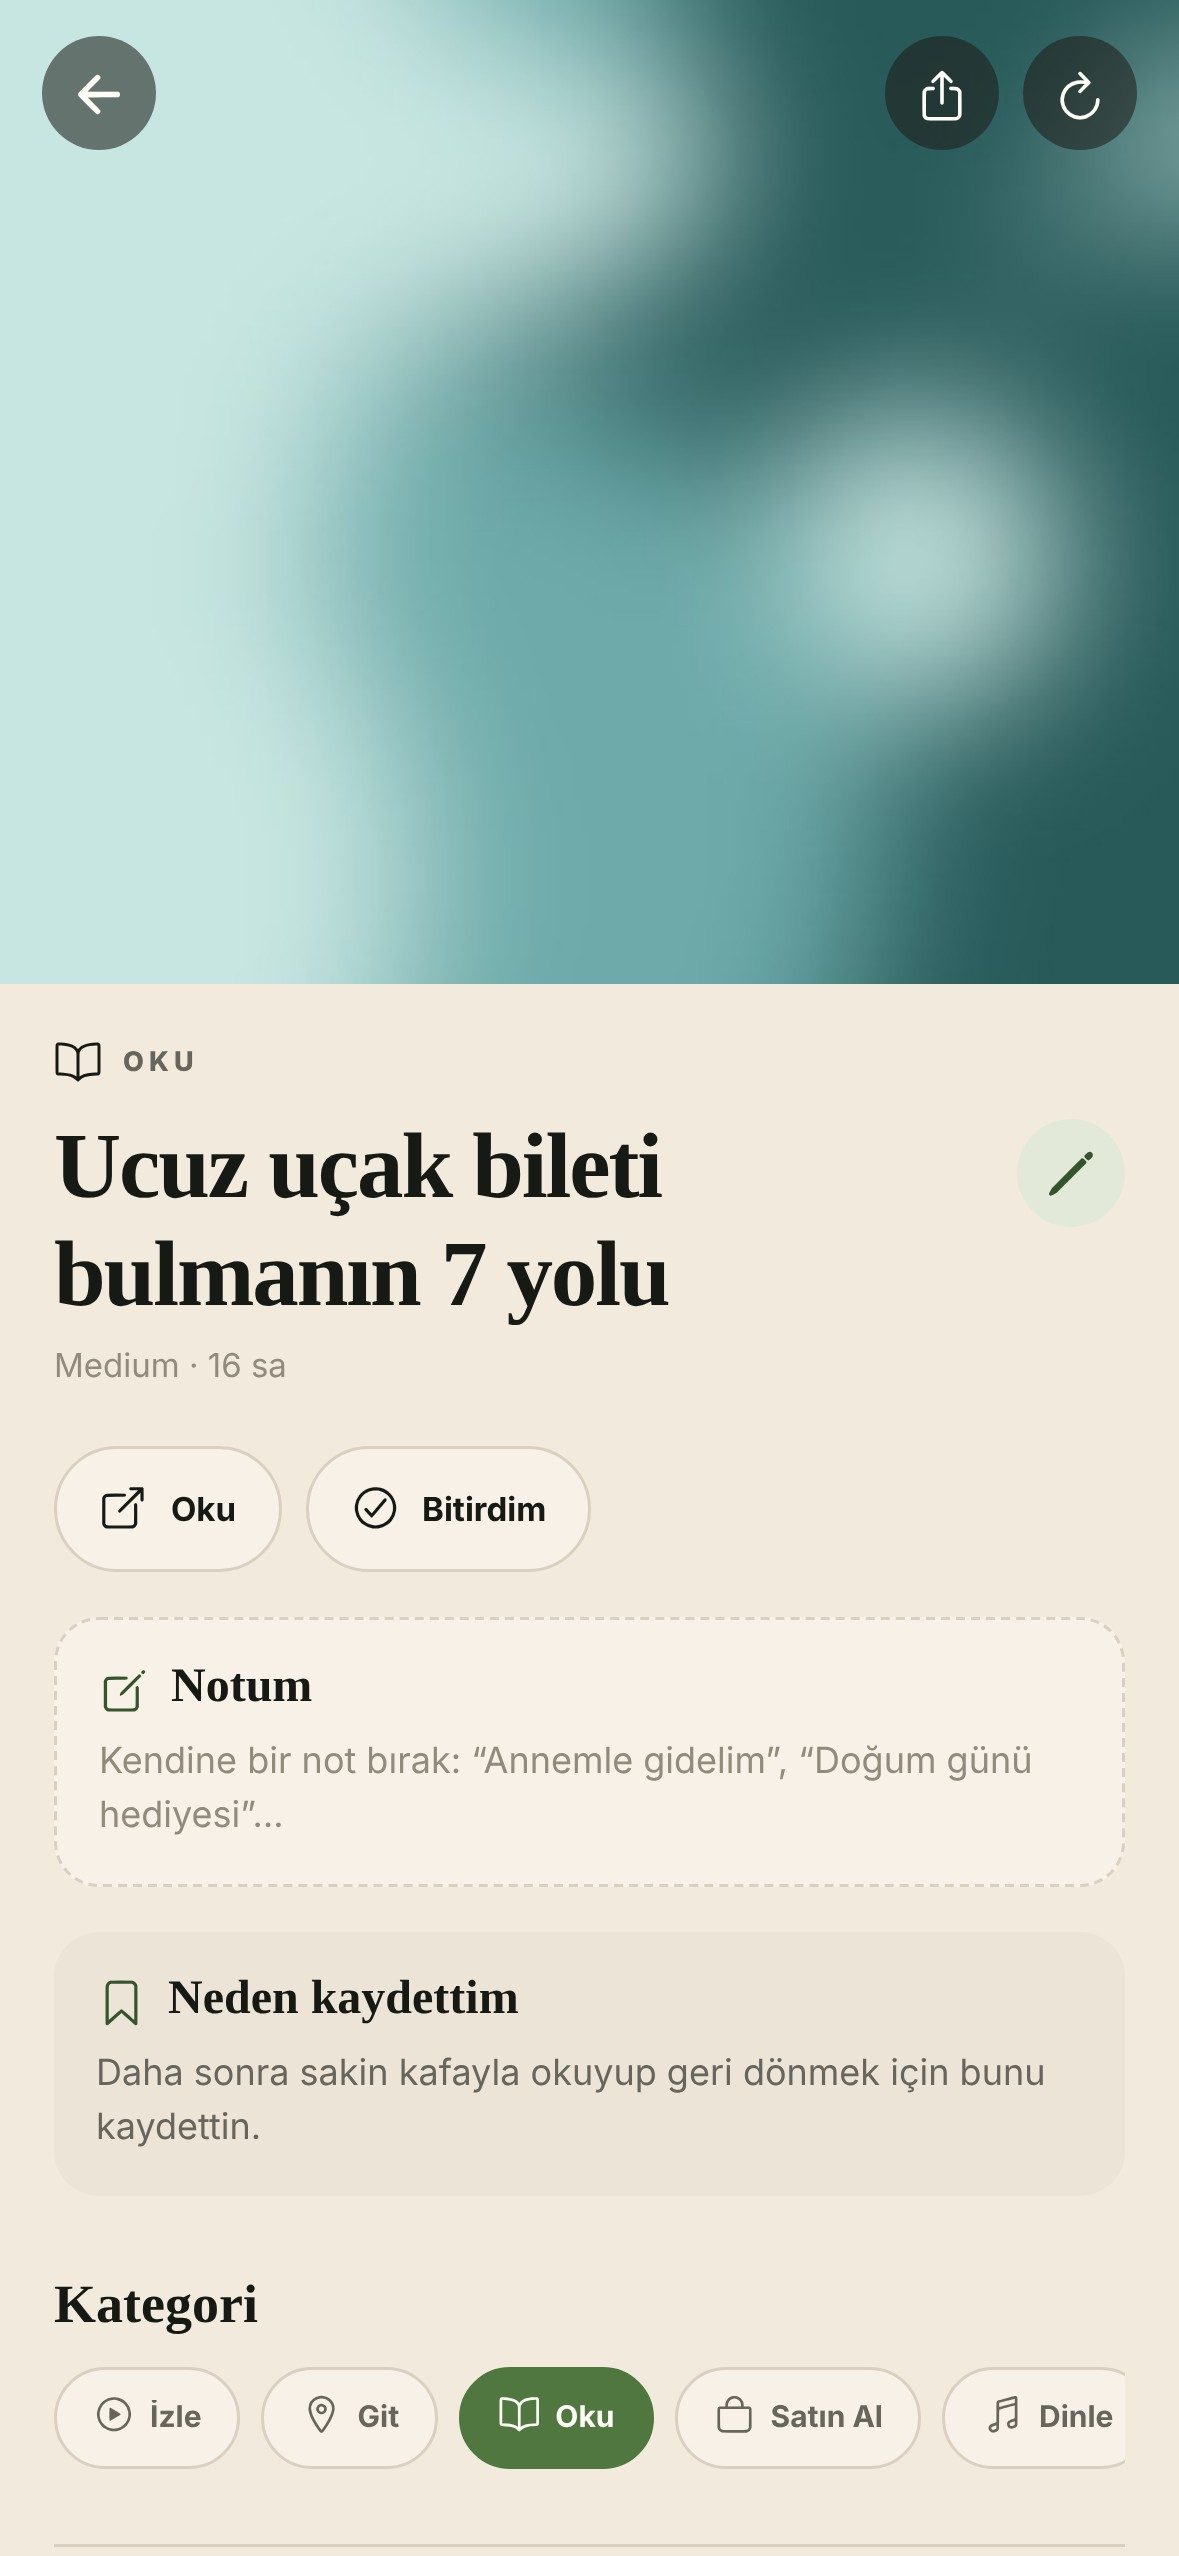 OKU
Ucuz uçak bileti
bulmanın 7 yolu
Medium · 16 sa
Oku
Bitirdim
Notum
Kendine bir not bırak: “Annemle gidelim”, “Doğum günü
hediyesi”…
Neden kaydettim
Daha sonra sakin kafayla okuyup geri dönmek için bunu
kaydettin.
Kategori
İzle
Git
Oku
Satın Al
Dinle